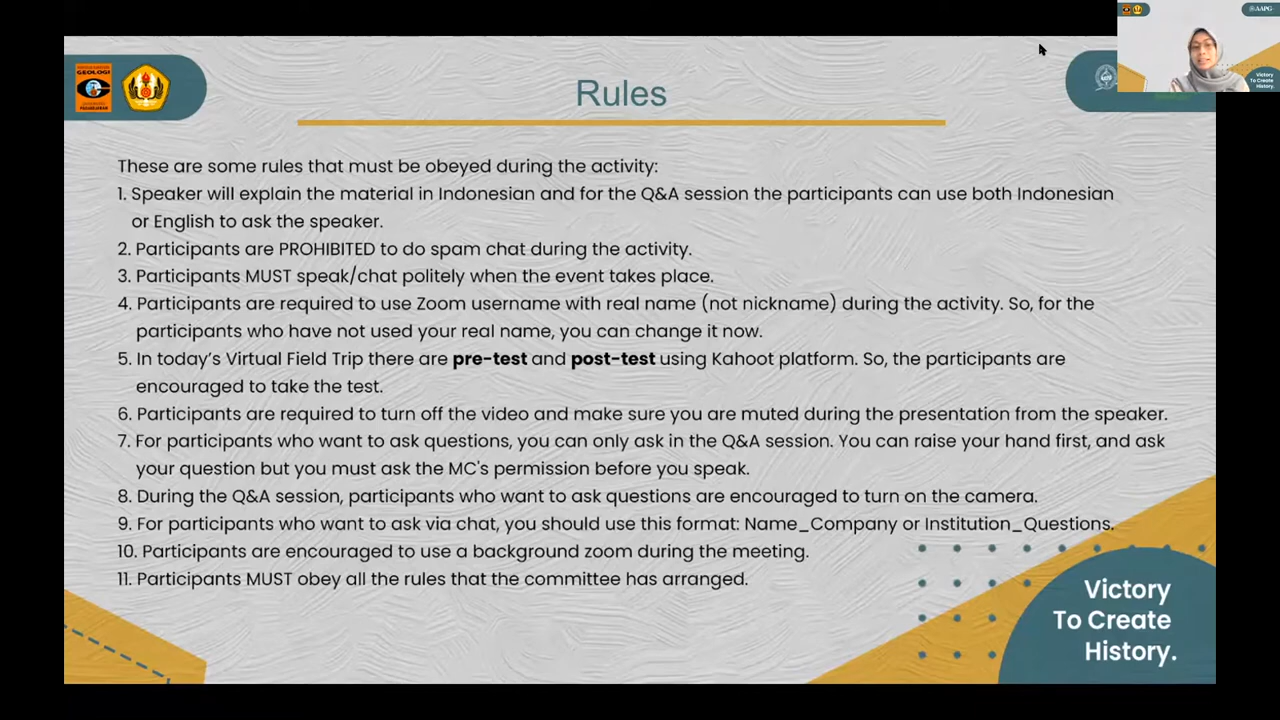 GEOLOGI
Rules
AAPG
Victory
To Create
History.
These are some rules that must be obeyed during the activity:
1. Speaker will explain the material in Indonesian and for the Q&A session the participants can use both Indonesian
or English to ask the speaker.
2. Participants are PROHIBITED to do spam chat during the activity.
3. Participants MUST speak/chat politely when the event takes place.
4. Participants are required to use Zoom username with real name (not nickname) during the activity. So, for the
participants who have not used your real name, you can change it now.
5. In today's Virtual Field Trip there are pre-test and post-test using Kahoot platform. So, the participants are
encouraged to take the test.
6. Participants are required to turn off the video and make sure you are muted during the presentation from the speaker.
7. For participants who want to ask questions, you can only ask in the Q&A session. You can raise your hand first, and ask
your question but you must ask the MC's permission before you speak.
8. During the Q&A session, participants who want to ask questions are encouraged to turn on the camera.
9. For participants who want to ask via chat, you should use this format: Name_Company or Institution_Questions.
10. Participants are encouraged to use a background zoom during the meeting.
11. Participants MUST obey all the rules that the committee has arranged.
Victory
To Create
History.